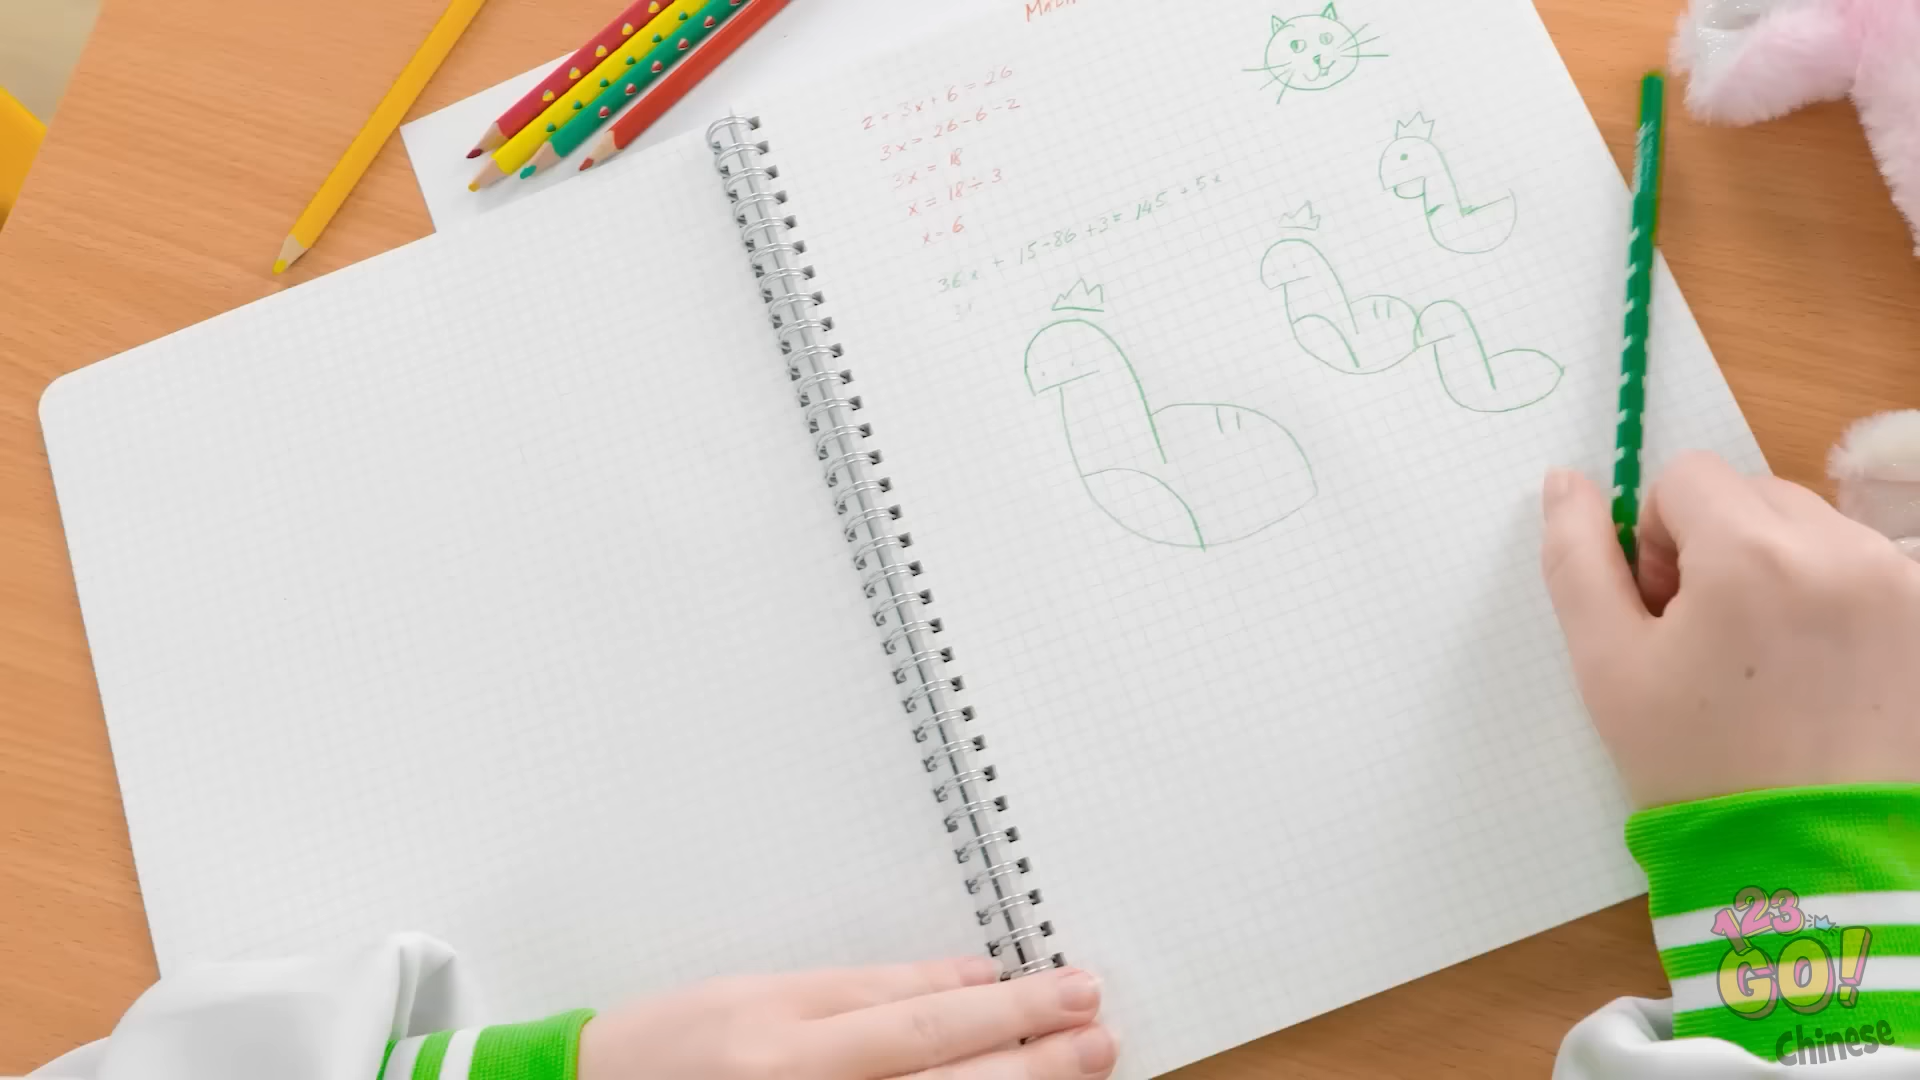 2 + 3x + 6 = 26
3x = 26 - 6 - 2
3x = 18
x = 18 ÷ 3
x - 6
36x + 15 - 86 + 3 = 145 + 5x
123
GO!
Chinese